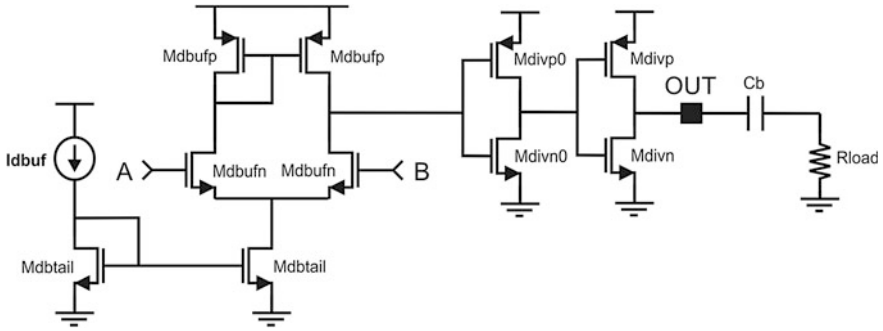 Mdbufp
Mdbufp
Mdivp0
Mdivp
OUT
Cb
Idbuf
A
Mdbufn
Mdbufn
B
Mdivn0
Mdivn
Rload
Mdbtail
Mdbtail